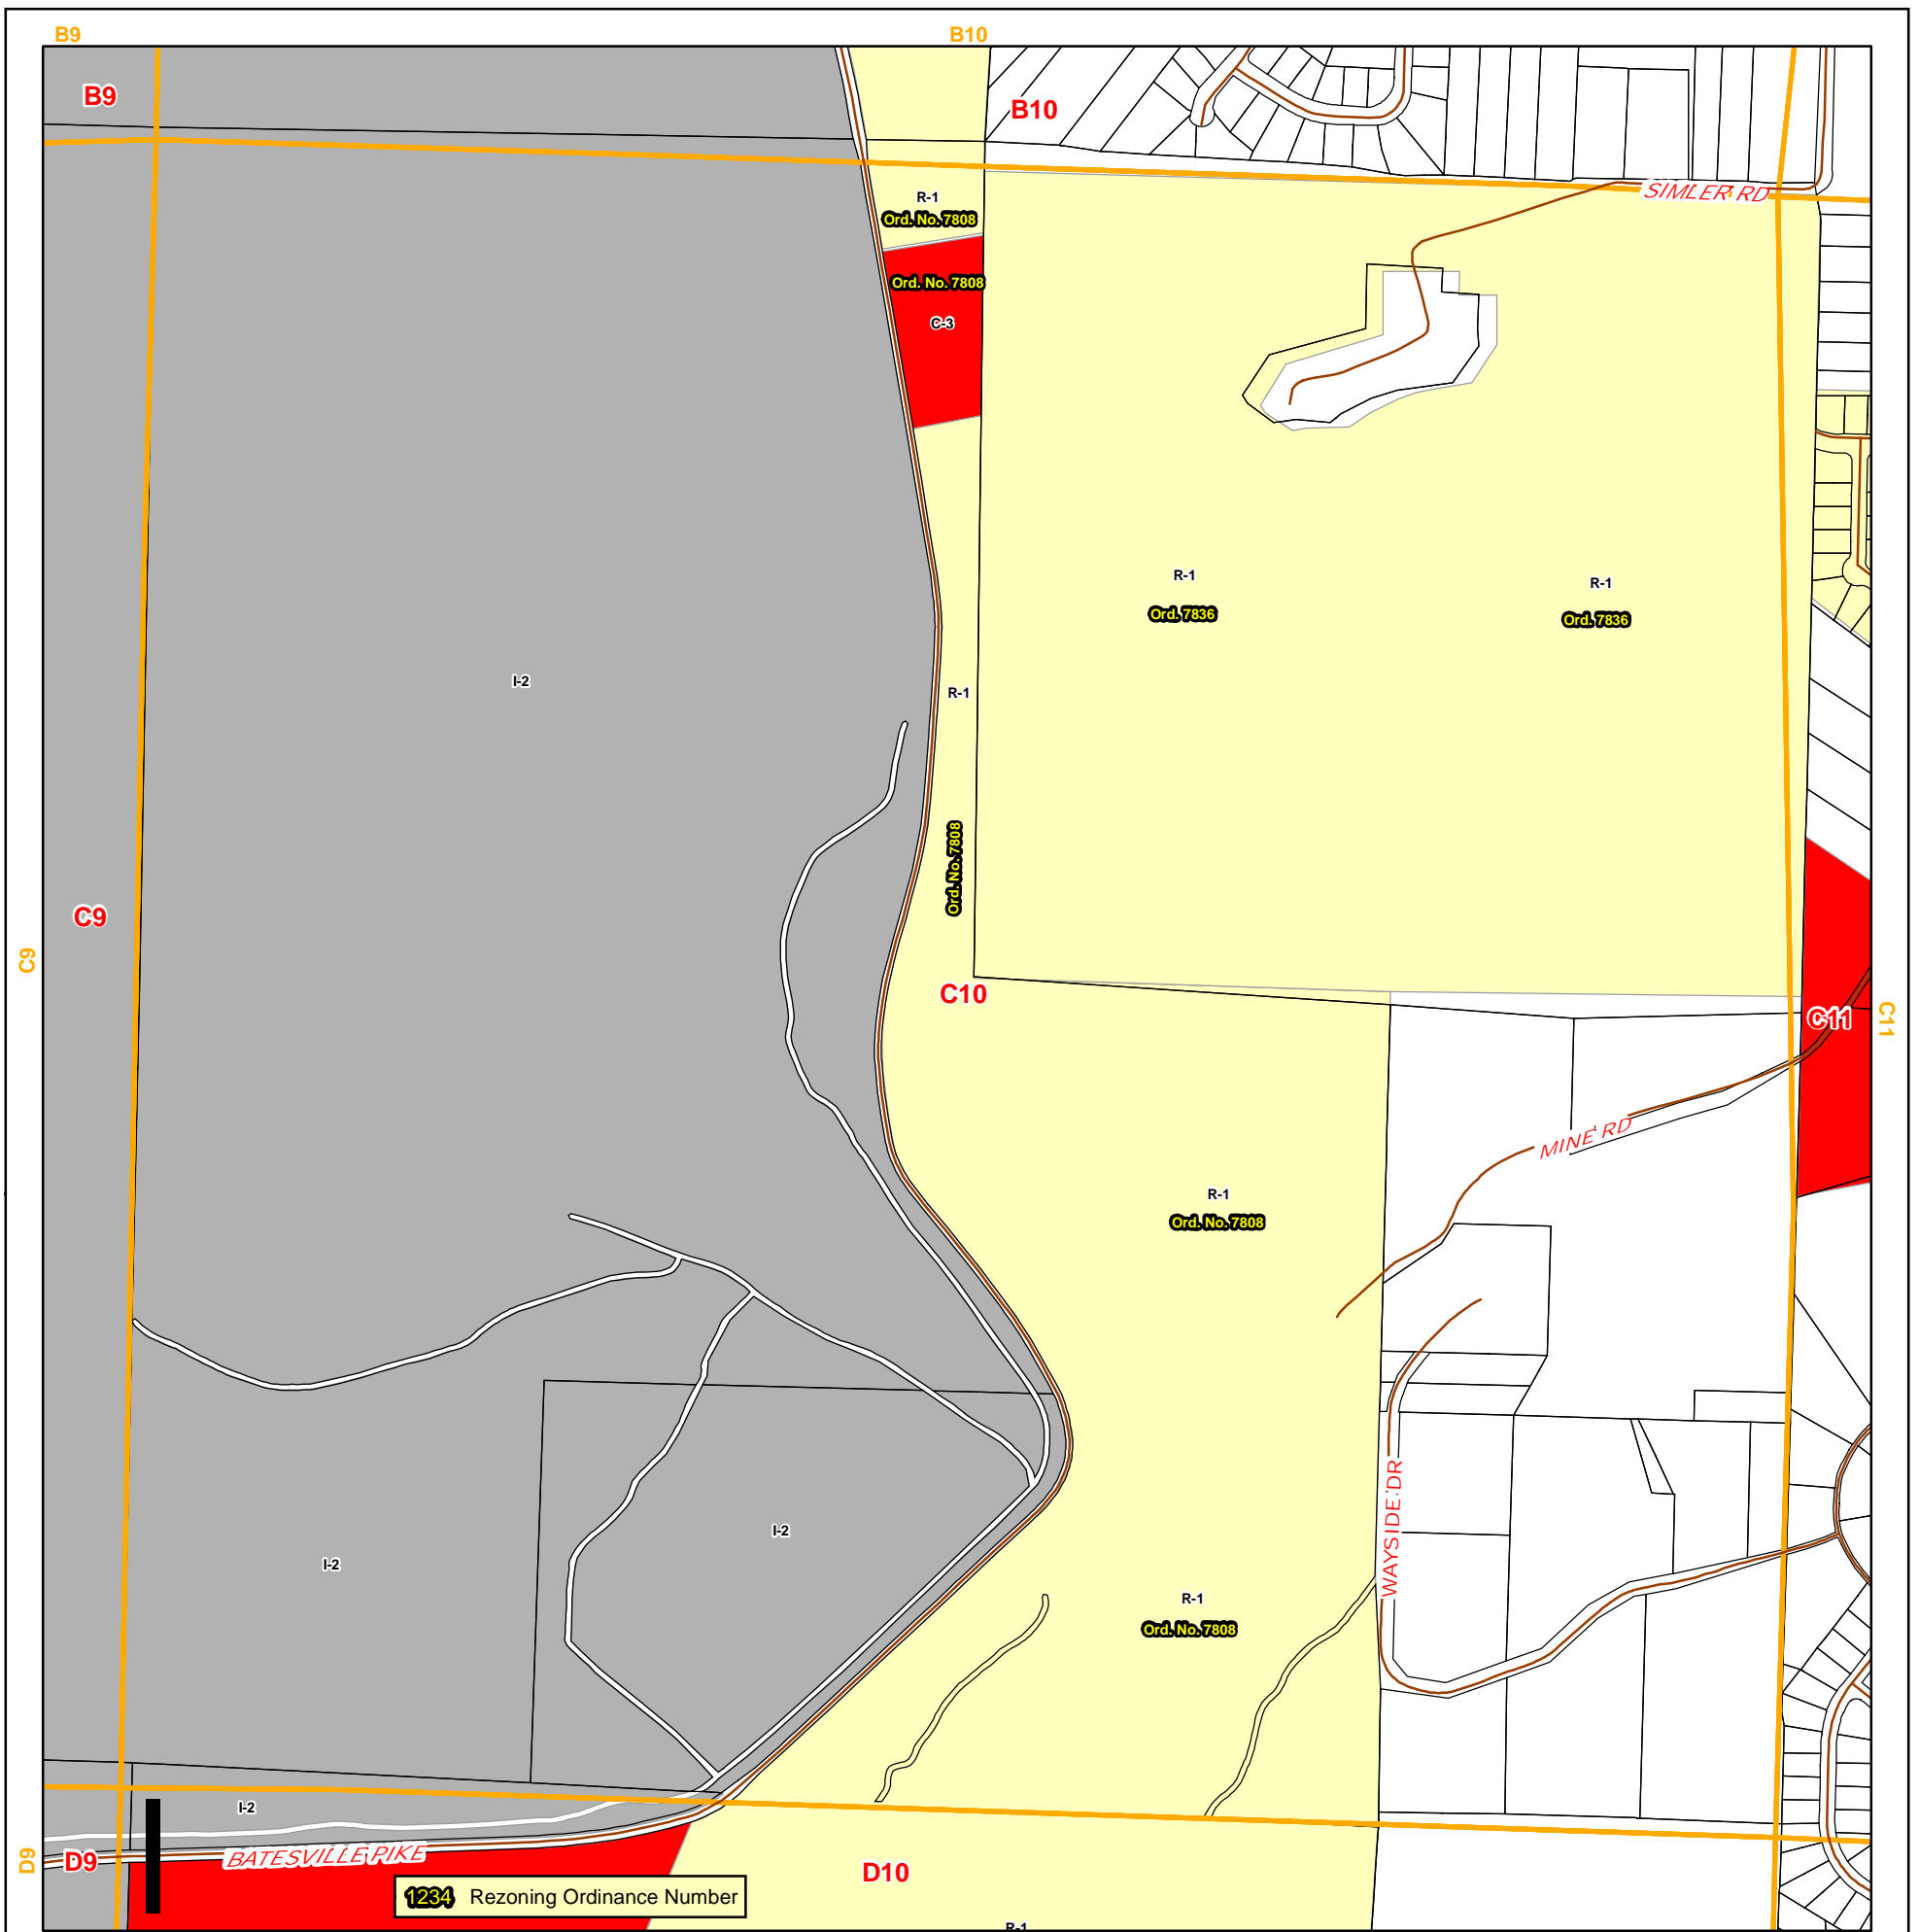 B9
B10
B9
B10
SIMLER RD
R-1
Ord. No. 7808
Ord. No. 7808
C-3
R-1
R-1
Ord. 7836
Ord. 7836
I-2
R-1
Ord. No. 7808
C9
C9
C10
C11
C11
MINE RD
R-1
Ord. No. 7808
WAYSIDE DR
I-2
I-2
R-1
Ord. No. 7808
I-2
BATESVILLE PIKE
D9
D9
D10
1234 Rezoning Ordinance Number
R-1